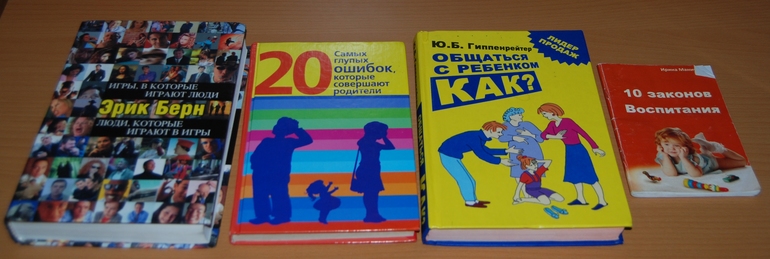 ИГРЫ, В КОТОРЫЕ
ИГРАЮТ ЛЮДИ
Эрик Берн
ЛЮДИ, КОТОРЫЕ
ИГРАЮТ В ИГРЫ
20
Самых
глупых
ошибок,
которые
совершают
родители
Ю.Б. Гиппенрейтер
ОБЩАТЬСЯ
С РЕБЕНКОМ
КАК?
ЛИДЕР
ПРОДАЖ
Ирина
10 законов
Воспитания